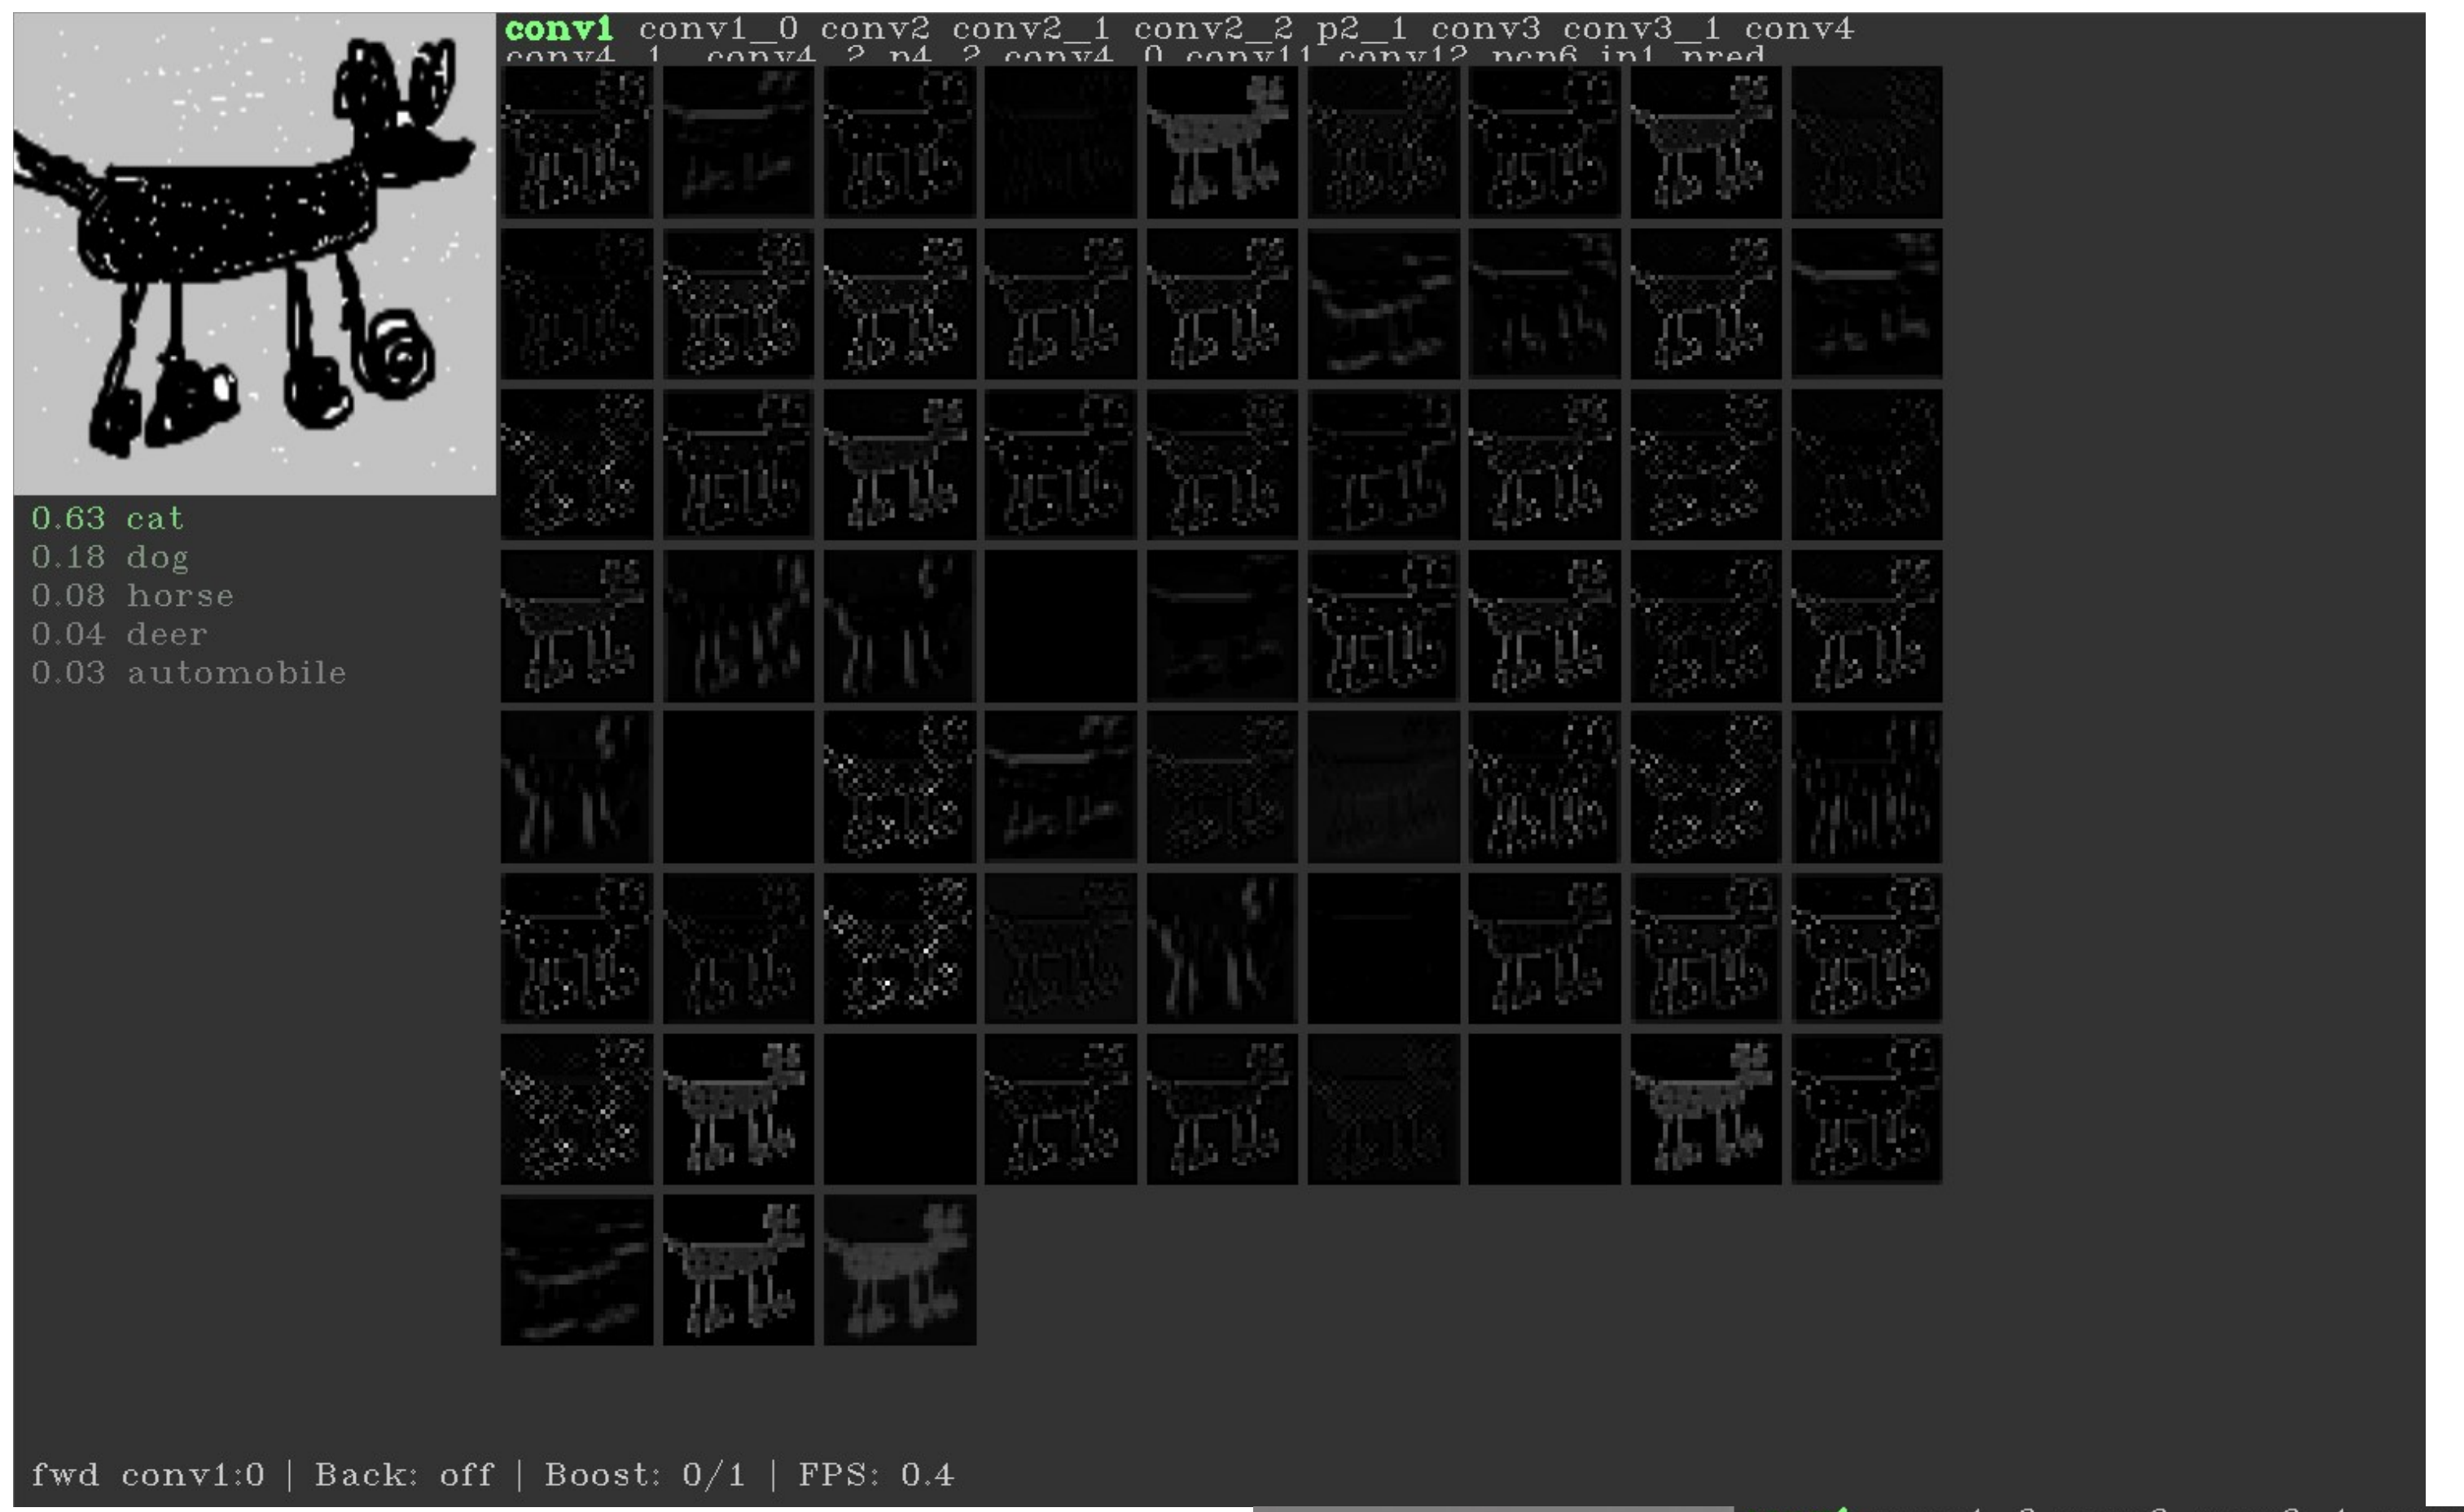 conv1 conv1_0 conv2 conv2_1 conv2_2 p2_1 conv3 conv3_1 conv4
conv4_1 conv4_2 p4_2 conv4_0 conv11 conv12 pcp6 ip1 pred
0.63 cat
0.18 dog
0.08 horse
0.04 deer
0.03 automobile
fwd conv1:0 | Back: off | Boost: 0/1 | FPS: 0.4